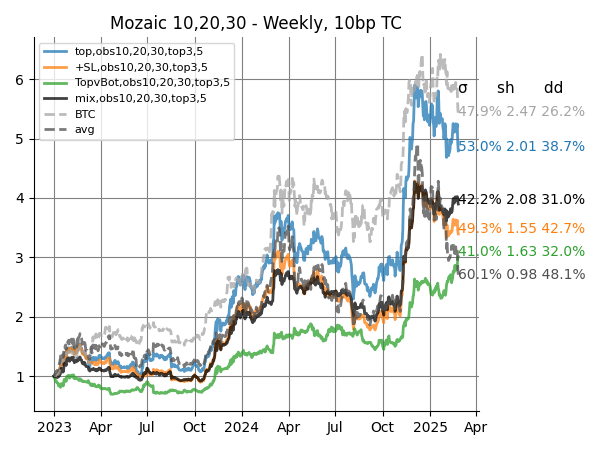 Mozaic 10,20,30 - Weekly, 10bp TC
top,obs10,20,30,top3,5
+SL,obs10,20,30,top3,5
TopvBot,obs10,20,30,top3,5
mix,obs10,20,30,top3,5
BTC
avg
σ sh dd
47.9% 2.47 26.2%
53.0% 2.01 38.7%
42.2% 2.08 31.0%
49.3% 1.55 42.7%
41.0% 1.63 32.0%
60.1% 0.98 48.1%
6
5
4
3
2
1
2023 Apr Jul Oct 2024 Apr Jul Oct 2025 Apr